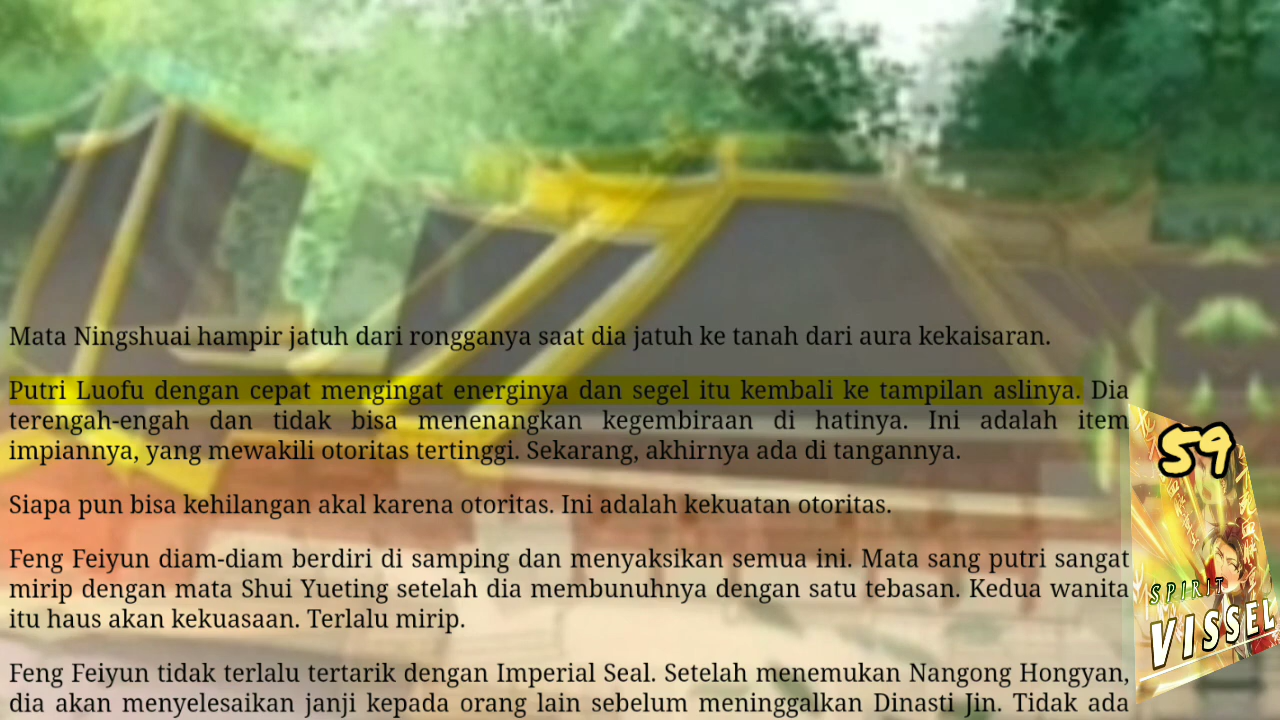 Mata Ningshuai hampir jatuh dari rongganya saat dia jatuh ke tanah dari aura kekaisaran.
Putri Luofu dengan cepat mengingat energinya dan segel itu kembali ke tampilan aslinya. Dia
terengah-engah dan tidak bisa menenangkan kegembiraan di hatinya. Ini adalah item
impiannya, yang mewakili otoritas tertinggi. Sekarang, akhirnya ada di tangannya.
Siapa pun bisa kehilangan akal karena otoritas. Ini adalah kekuatan otoritas.
Feng Feiyun diam-diam berdiri di samping dan menyaksikan semua ini. Mata sang putri sangat
mirip dengan mata Shui Yueting setelah dia membunuhnya dengan satu tebasan. Kedua wanita
itu haus akan kekuasaan. Terlalu mirip.
Feng Feiyun tidak terlalu tertarik dengan Imperial Seal. Setelah menemukan Nangong Hongyan,
dia akan menyelesaikan janji kepada orang lain sebelum meninggalkan Dinasti Jin. Tidak ada
59
SPIRIT
VISSEL